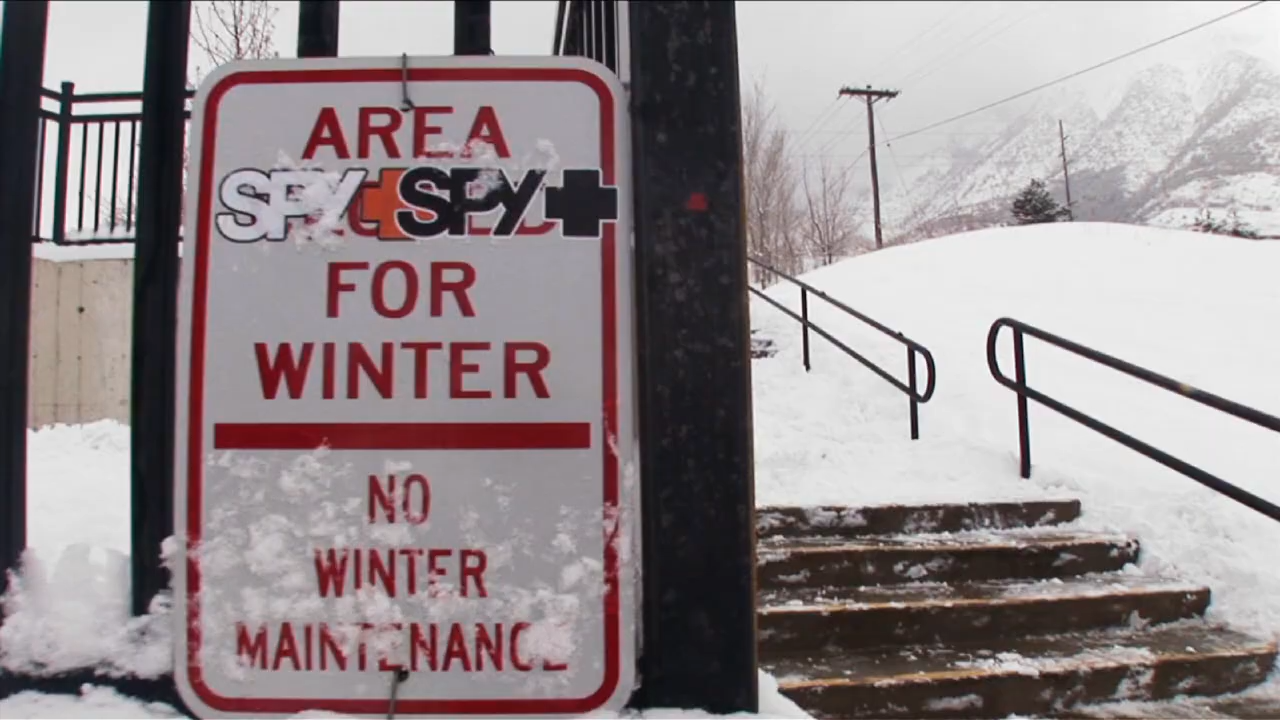 AREA
SPY+ SPY+
FOR
WINTER
NO
WINTER
MAINTENANCE